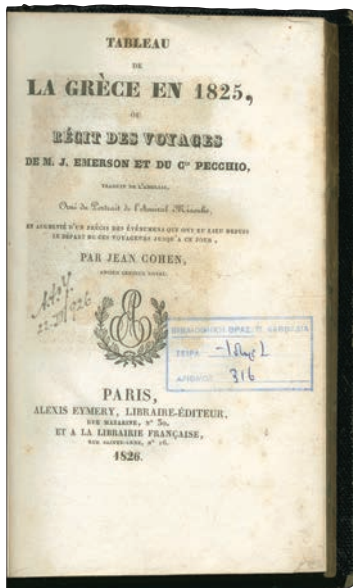 TABLEAU
DE
LA GRÈCE EN 1825,
OU
RÉCIT DES VOYAGES
DE M. J. EMERSON ET DU Cte PECCHIO,
TRADUIT DE L'ANGLAIS,
Orné du Portrait de l'Amiral Miaoulis,
ET AUGMENTÉ D'UN PRÉCIS DES ÉVÉNEMENS QUI ONT EU LIEU DEPUIS
LE DÉPART DE CES VOYAGEURS JUSQU'A CE JOUR,
PAR JEAN COHEN,
ANCIEN CENSEUR ROYAL.
ΒΙΒΛΙΟΘΗΚΗ
ΣΕΙΡΑ
ΑΡΙΘΜΟΣ 316
PARIS,
ALEXIS EYMERY, LIBRAIRE-ÉDITEUR,
RUE MAZARINE, N° 30.
ET A LA LIBRAIRIE FRANÇAISE,
RUE SAINTE-ANNE, N° 16.
1826.